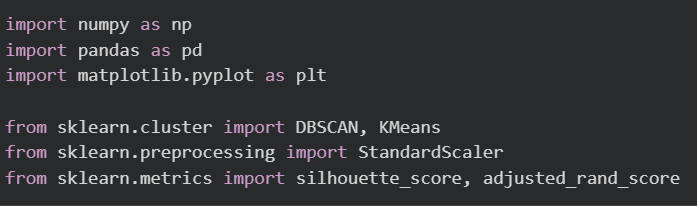 import numpy as np
import pandas as pd
import matplotlib.pyplot as plt
from sklearn.cluster import DBSCAN, KMeans
from sklearn.preprocessing import StandardScaler
from sklearn.metrics import silhouette_score, adjusted_rand_score